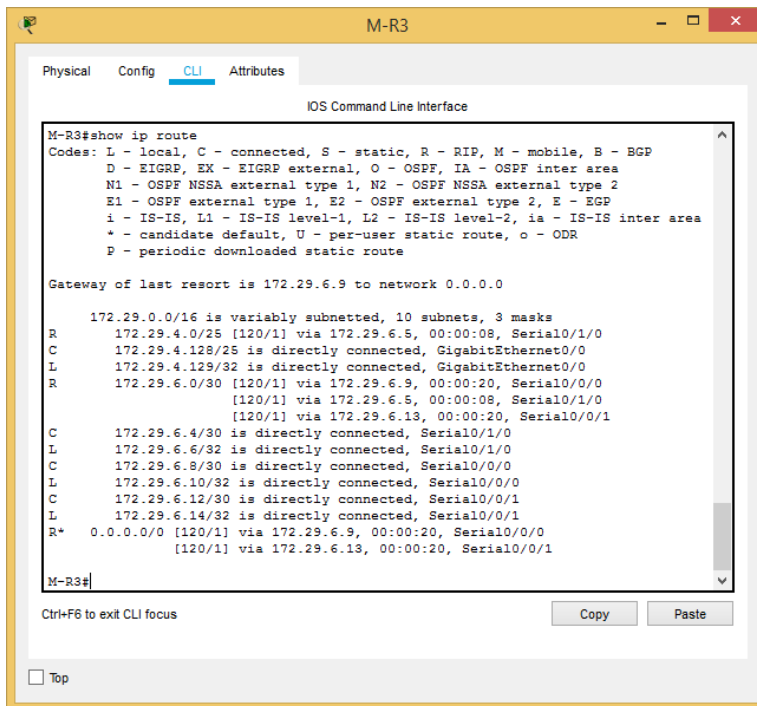 M-R3
Physical Config CLI Attributes
IOS Command Line Interface
M-R3#show ip route
Codes: L - local, C - connected, S - static, R - RIP, M - mobile, B - BGP
       D - EIGRP, EX - EIGRP external, O - OSPF, IA - OSPF inter area
       N1 - OSPF NSSA external type 1, N2 - OSPF NSSA external type 2
       E1 - OSPF external type 1, E2 - OSPF external type 2, E - EGP
       i - IS-IS, L1 - IS-IS level-1, L2 - IS-IS level-2, ia - IS-IS inter area
       * - candidate default, U - per-user static route, o - ODR
       P - periodic downloaded static route
Gateway of last resort is 172.29.6.9 to network 0.0.0.0
     172.29.0.0/16 is variably subnetted, 10 subnets, 3 masks
R       172.29.4.0/25 [120/1] via 172.29.6.5, 00:00:08, Serial0/1/0
C       172.29.4.128/25 is directly connected, GigabitEthernet0/0
L       172.29.4.129/32 is directly connected, GigabitEthernet0/0
R       172.29.6.0/30 [120/1] via 172.29.6.9, 00:00:20, Serial0/0/0
                      [120/1] via 172.29.6.5, 00:00:08, Serial0/1/0
                      [120/1] via 172.29.6.13, 00:00:20, Serial0/0/1
C       172.29.6.4/30 is directly connected, Serial0/1/0
L       172.29.6.6/32 is directly connected, Serial0/1/0
C       172.29.6.8/30 is directly connected, Serial0/0/0
L       172.29.6.10/32 is directly connected, Serial0/0/0
C       172.29.6.12/30 is directly connected, Serial0/0/1
L       172.29.6.14/32 is directly connected, Serial0/0/1
R*   0.0.0.0/0 [120/1] via 172.29.6.9, 00:00:20, Serial0/0/0
               [120/1] via 172.29.6.13, 00:00:20, Serial0/0/1
M-R3#
Ctrl+F6 to exit CLI focus Copy Paste
Top